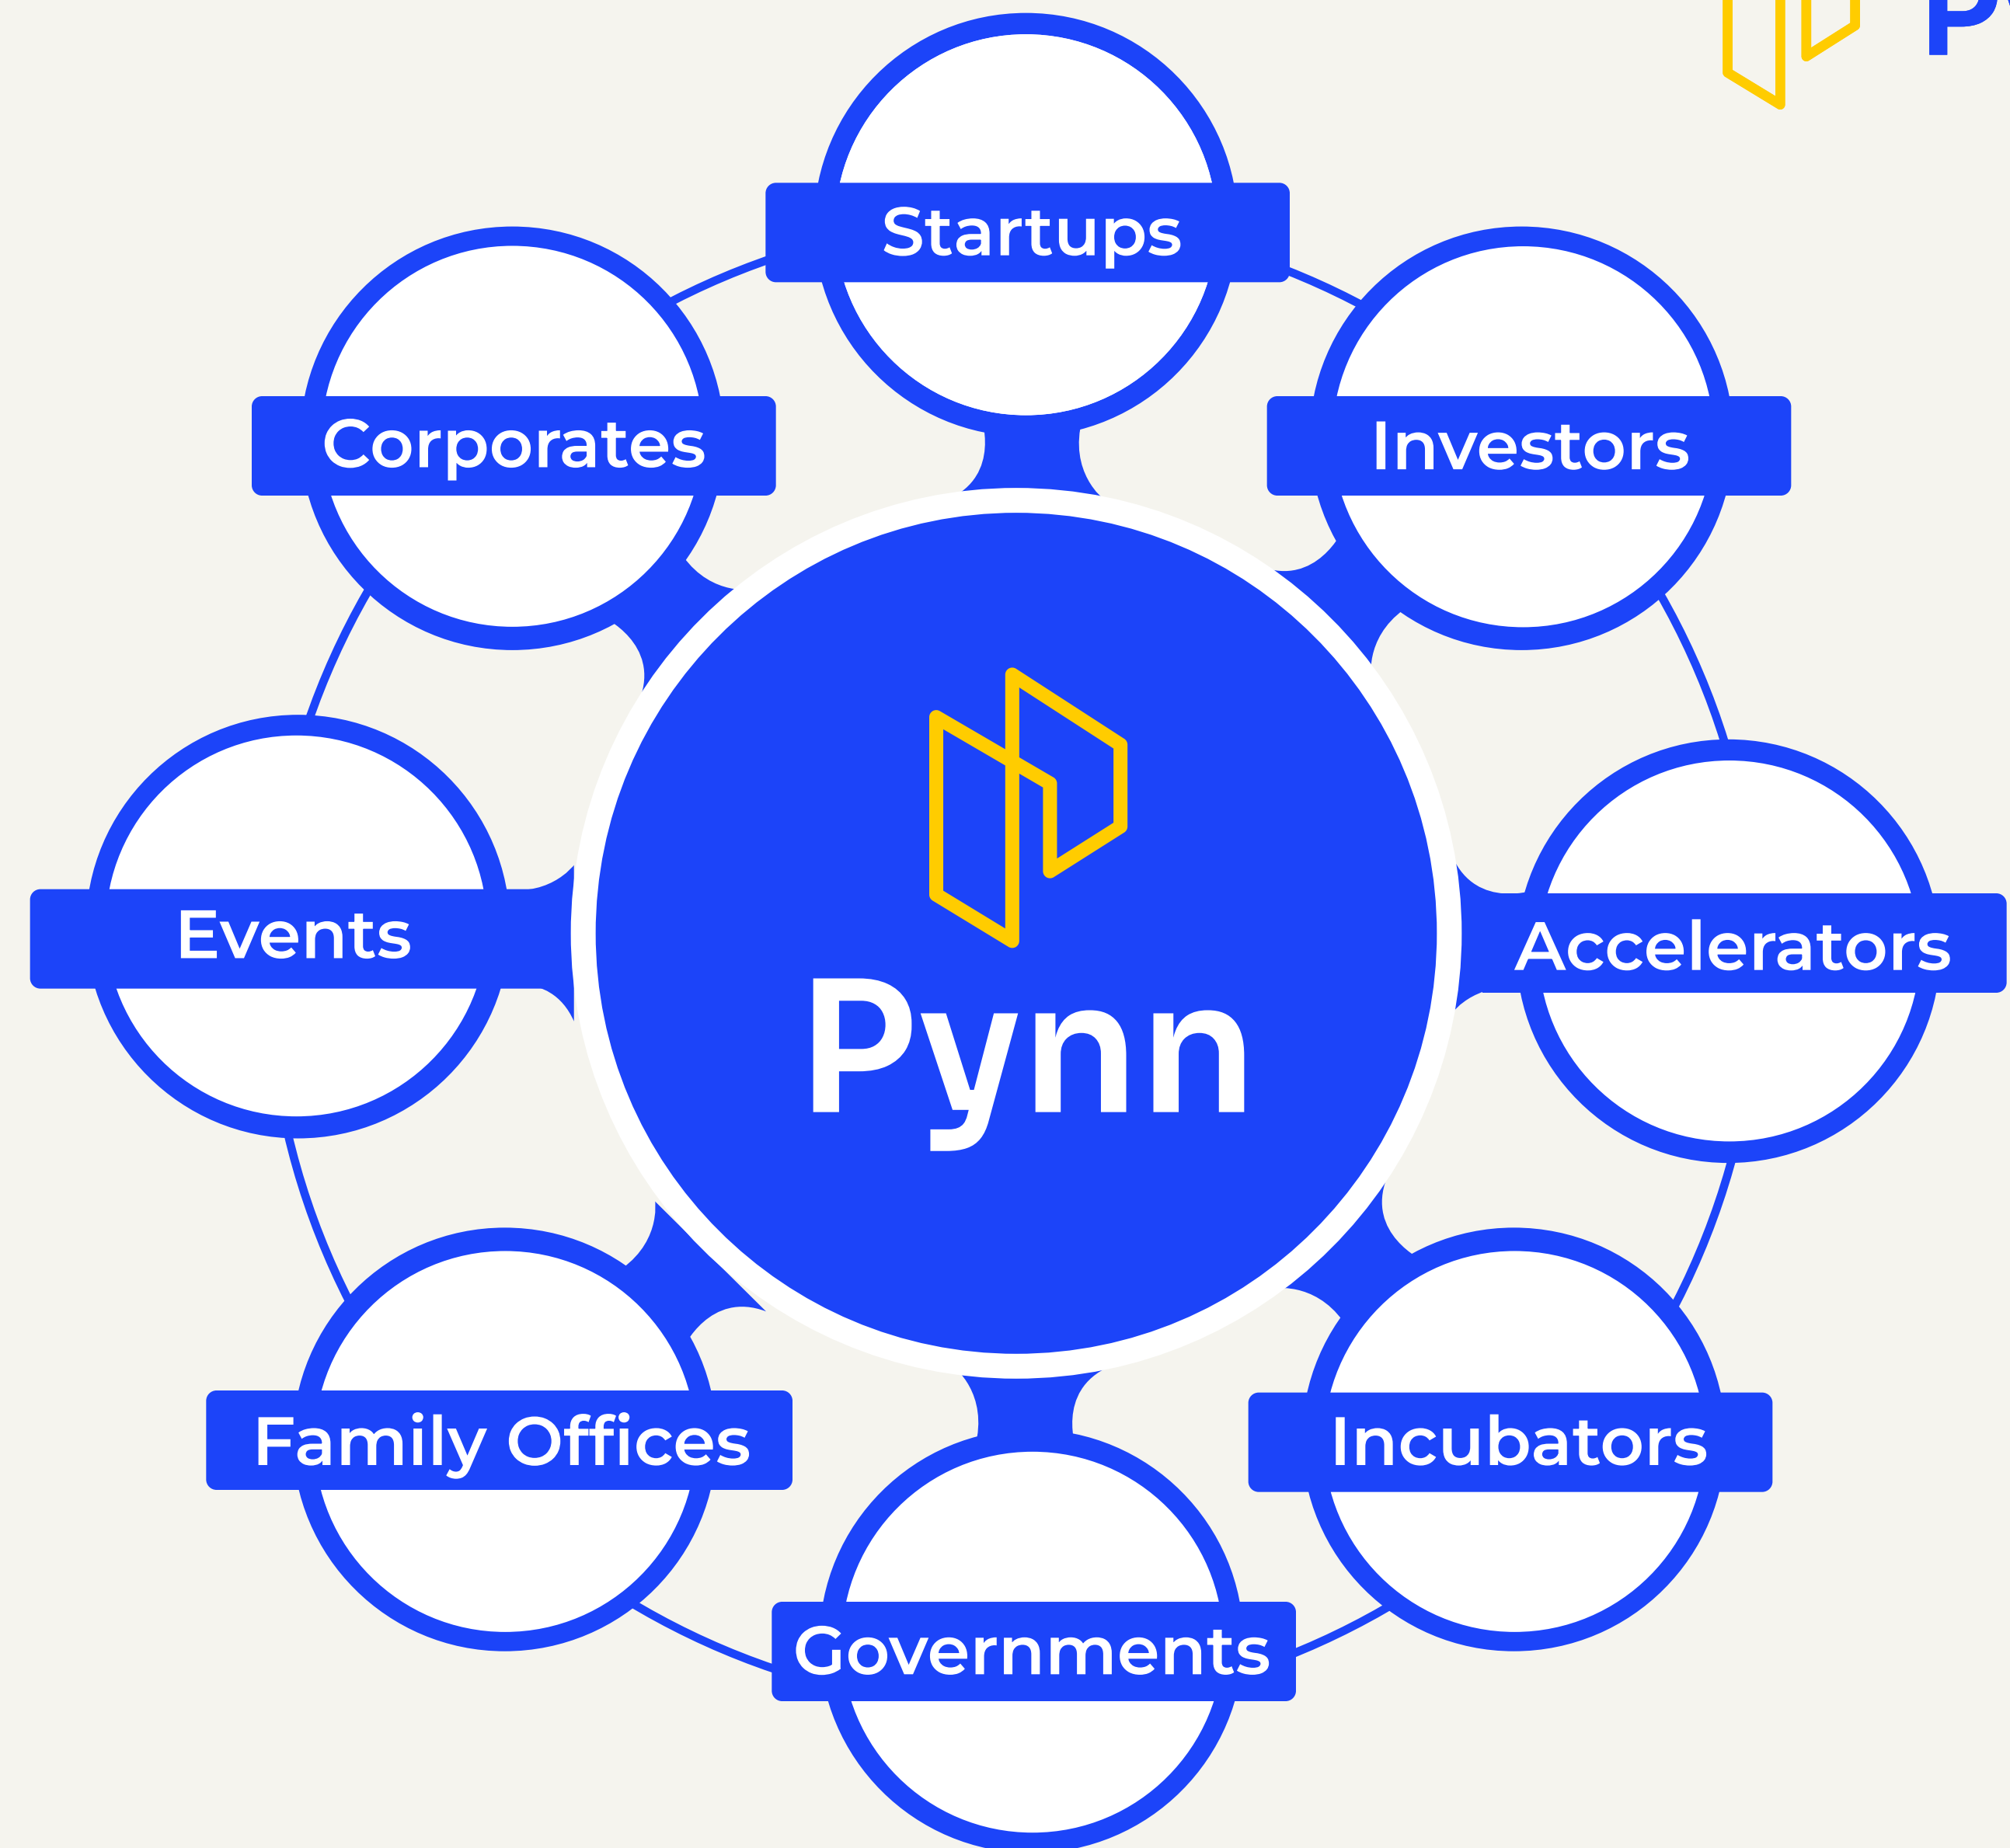 Startups
Corporates
Investors
Pynn
Events
Accelerators
Family Offices
Incubators
Governments